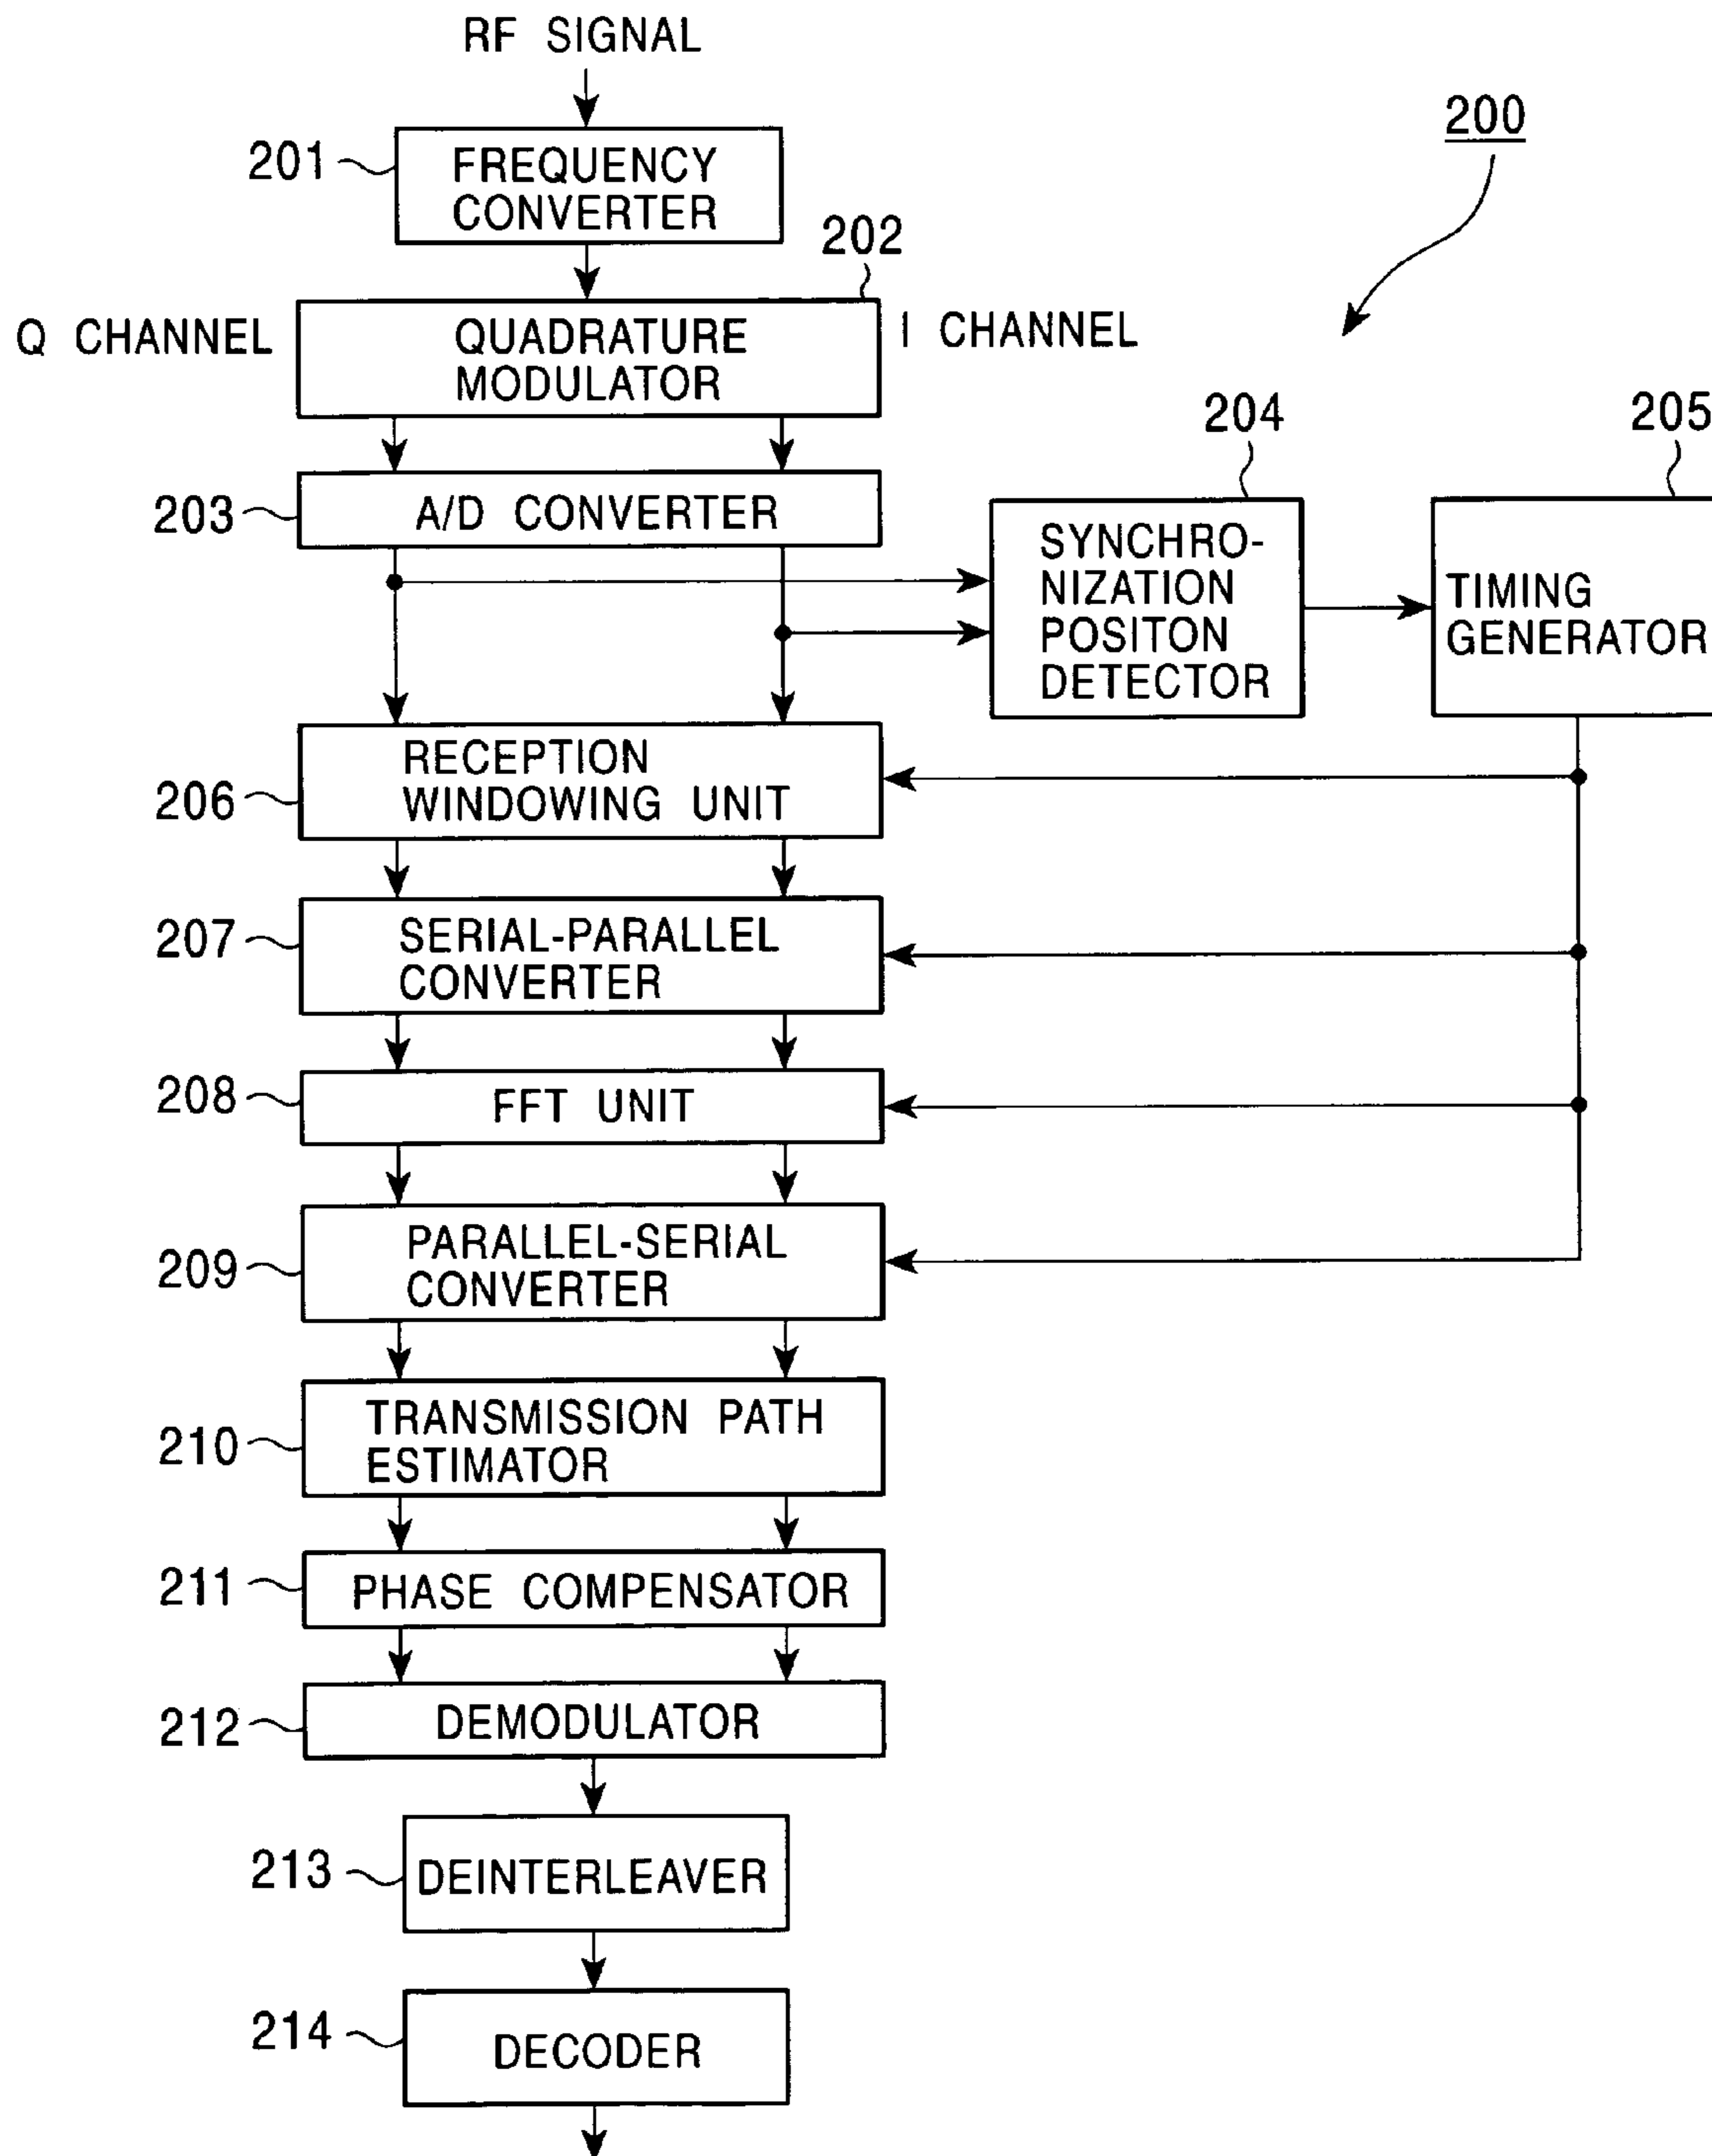 RF SIGNAL
200
201
FREQUENCY
CONVERTER
202
Q CHANNEL
QUADRATURE
MODULATOR
I CHANNEL
204
205
203
A/D CONVERTER
SYNCHRO-
NIZATION
POSITON
DETECTOR
TIMING
GENERATOR
206
RECEPTION
WINDOWING UNIT
207
SERIAL-PARALLEL
CONVERTER
208
FFT UNIT
209
PARALLEL-SERIAL
CONVERTER
210
TRANSMISSION PATH
ESTIMATOR
211
PHASE COMPENSATOR
212
DEMODULATOR
213
DEINTERLEAVER
214
DECODER